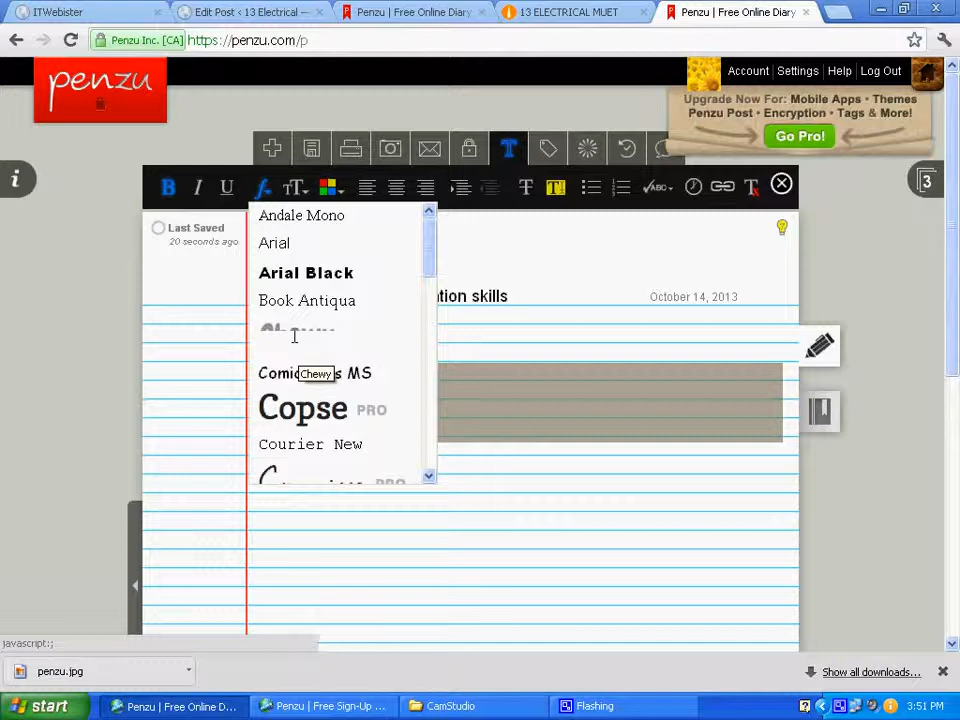 ITWebister
Edit Post ‹ 13 Electrical —
Penzu | Free Online Diary
13 ELECTRICAL MUET
Penzu | Free Online Diary
Penzu Inc. [CA] https://penzu.com/p
penzu
Account Settings Help Log Out
Upgrade Now For: Mobile Apps • Themes
Penzu Post • Encryption • Tags & More!
Go Pro!
i
3
B I U f TT ABC T T! T
Last Saved
20 seconds ago
Andale Mono
Arial
Arial Black
Book Antiqua
Chewy
MS
Copse PRO
Courier New
PRO
tion skills
October 14, 2013
javascript:;
penzu.jpg
Show all downloads...
start
Penzu | Free Online D...
Penzu | Free Sign-Up ...
CamStudio
Flashing
3:51 PM